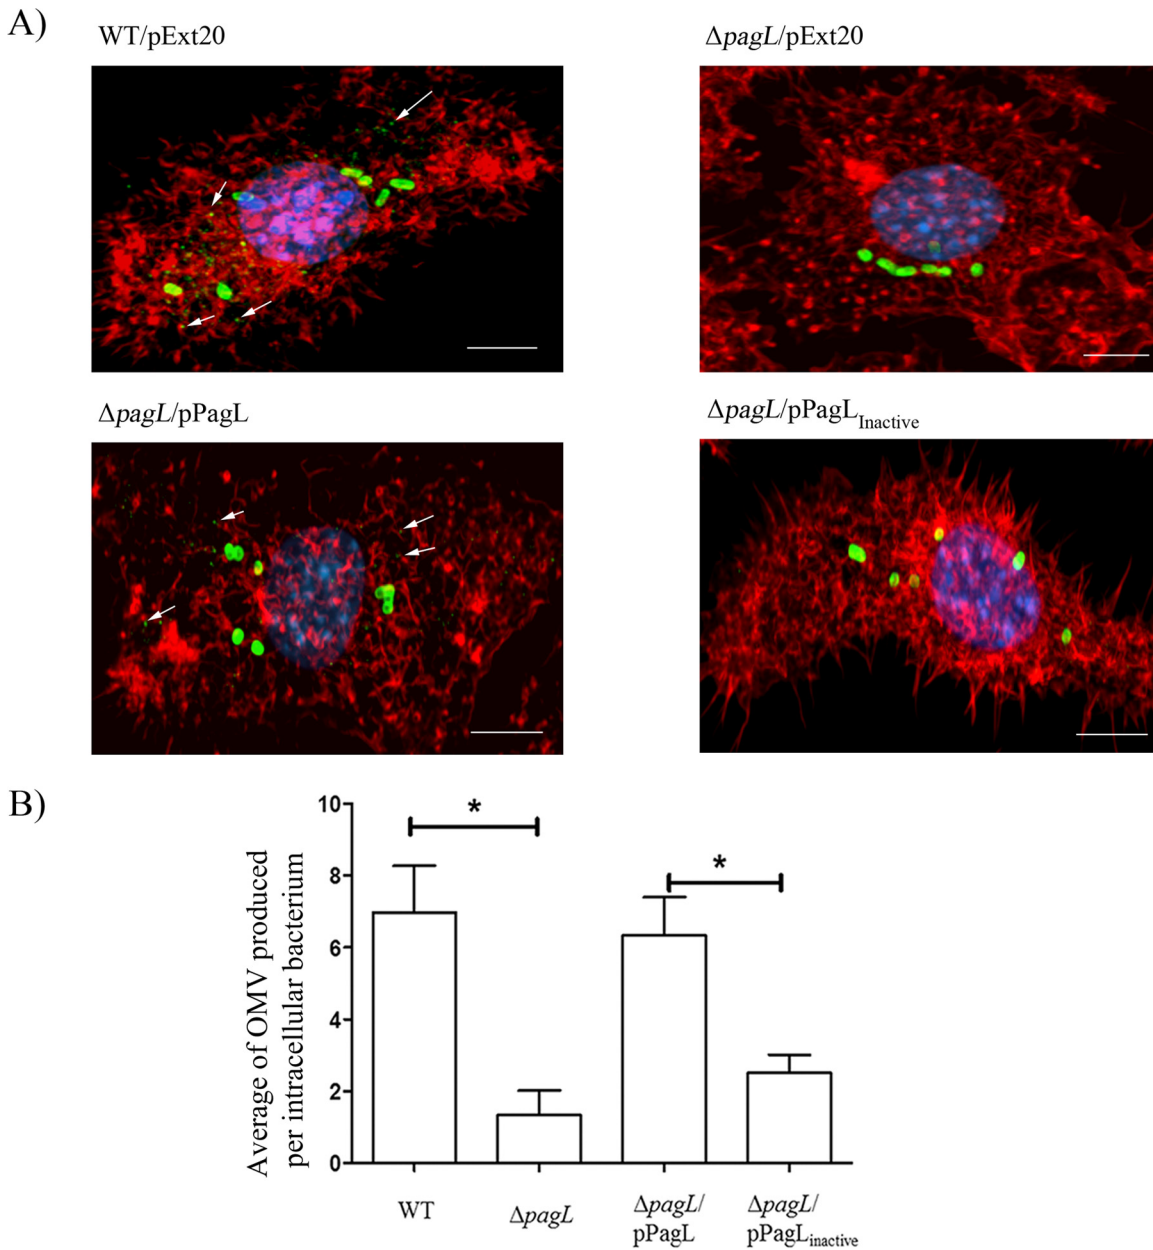 A)
WT/pExt20
ΔpagL/pExt20
ΔpagL/pPagL
ΔpagL/pPagLInactive
B)
Average of OMV produced
per intracellular bacterium
10
8
6
4
2
0
*
*
WT
ΔpagL
ΔpagL/
pPagL
ΔpagL/
pPagLinactive